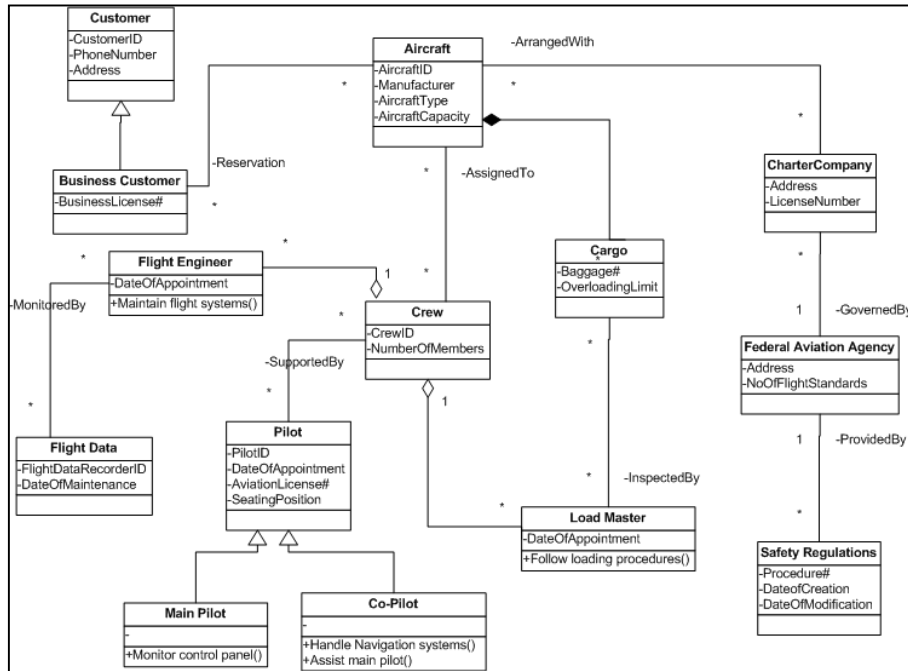 Customer
-CustomerID
-PhoneNumber
-Address
Aircraft
-AircraftID
-Manufacturer
-AircraftType
-AircraftCapacity
-ArrangedWith
*
*
*
-Reservation
*
Business Customer
-BusinessLicense#
CharterCompany
-Address
-LicenseNumber
*
-AssignedTo
*
*
Flight Engineer
-DateOfAppointment
+Maintain flight systems()
*
*
1
Cargo
*
-Baggage#
-OverloadingLimit
*
-MonitoredBy
*
Crew
-CrewID
-NumberOfMembers
*
1
-GovernedBy
*
1
Federal Aviation Agency
-Address
-NoOfFlightStandards
-SupportedBy
*
Pilot
-PilotID
-DateOfAppointment
-AviationLicense#
-SeatingPosition
Flight Data
-FlightDataRecorderID
-DateOfMaintenance
1
-ProvidedBy
*
*
-InspectedBy
*
Load Master
-DateOfAppointment
+Follow loading procedures()
Safety Regulations
-Procedure#
-DateofCreation
-DateOfModification
Main Pilot
-
+Monitor control panel()
Co-Pilot
-
+Handle Navigation systems()
+Assist main pilot()